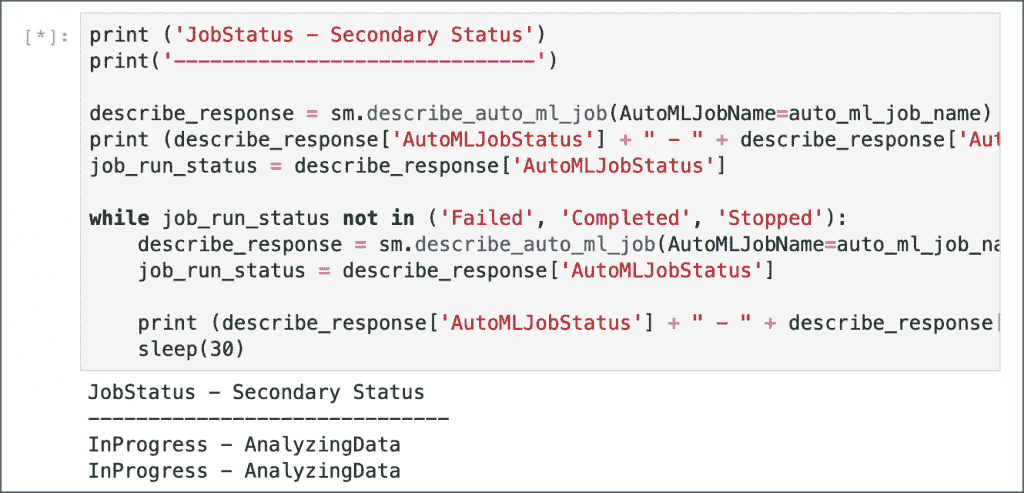 [*]:
print ('JobStatus - Secondary Status')
print('------------------------------')
describe_response = sm.describe_auto_ml_job(AutoMLJobName=auto_ml_job_name)
print (describe_response['AutoMLJobStatus'] + " - " + describe_response['Aut
job_run_status = describe_response['AutoMLJobStatus']
while job_run_status not in ('Failed', 'Completed', 'Stopped'):
    describe_response = sm.describe_auto_ml_job(AutoMLJobName=auto_ml_job_na
    job_run_status = describe_response['AutoMLJobStatus']
    print (describe_response['AutoMLJobStatus'] + " - " + describe_response[
    sleep(30)
JobStatus - Secondary Status
------------------------------
InProgress - AnalyzingData
InProgress - AnalyzingData